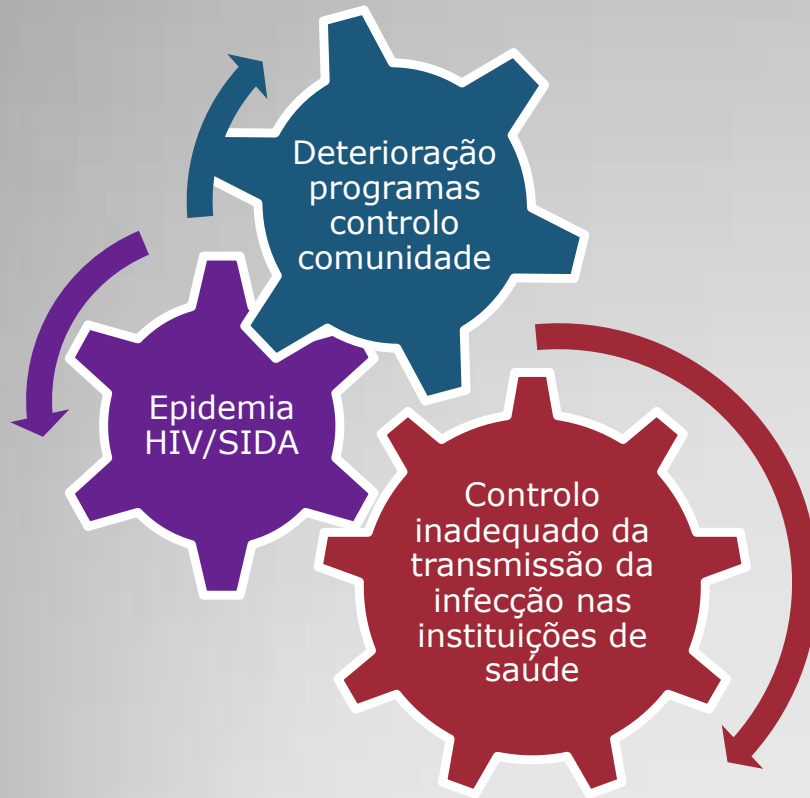 Deterioração
programas
controlo
comunidade
Epidemia
HIV/SIDA
Controlo
inadequado da
transmissão da
infecção nas
instituições de
saúde